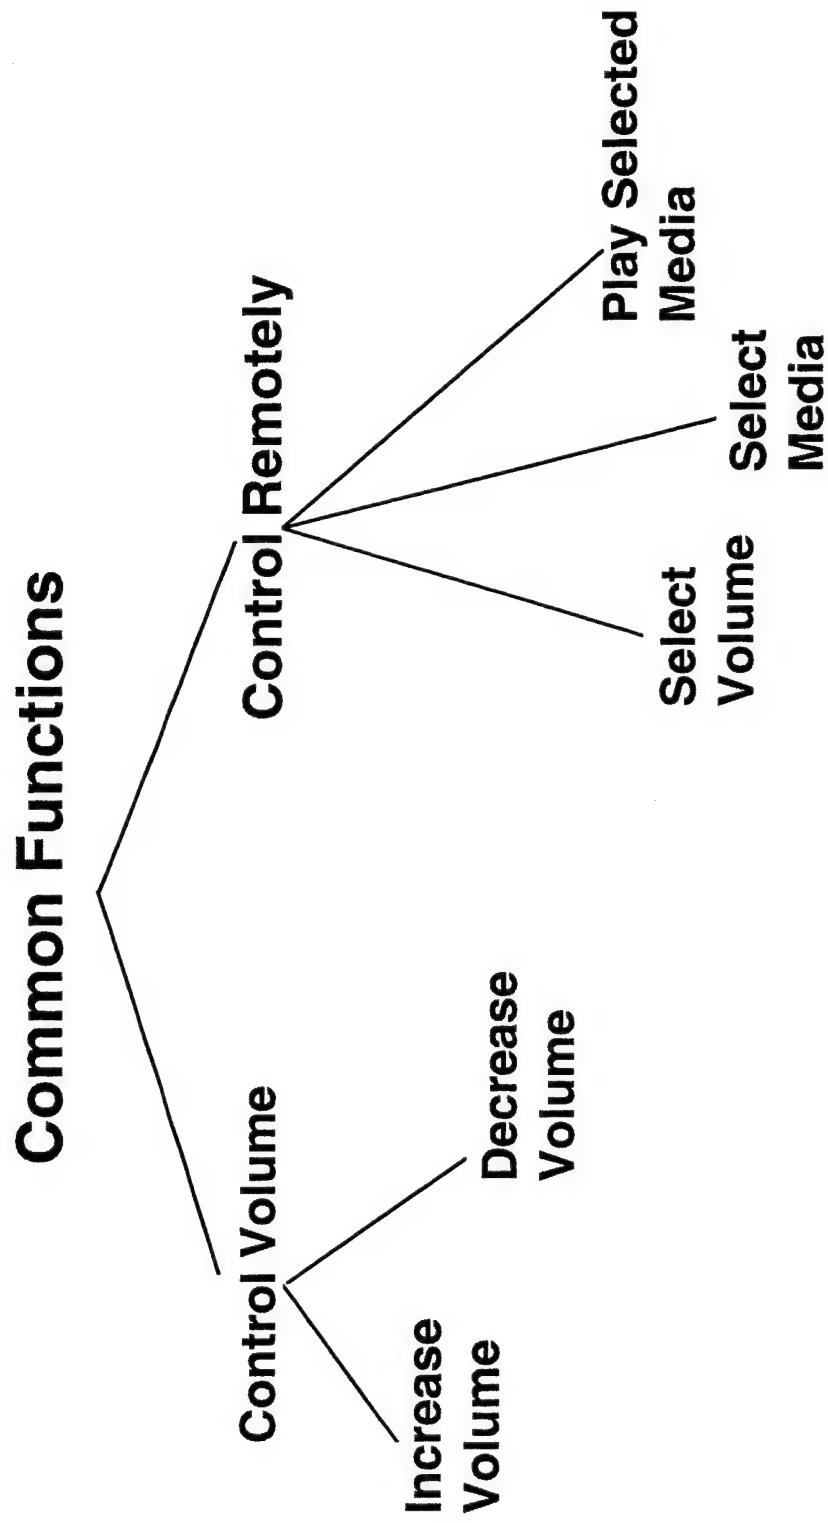 Common Functions
Control Volume
Control Remotely
Increase
Volume
Decrease
Volume
Select
Volume
Select
Media
Play Selected
Media